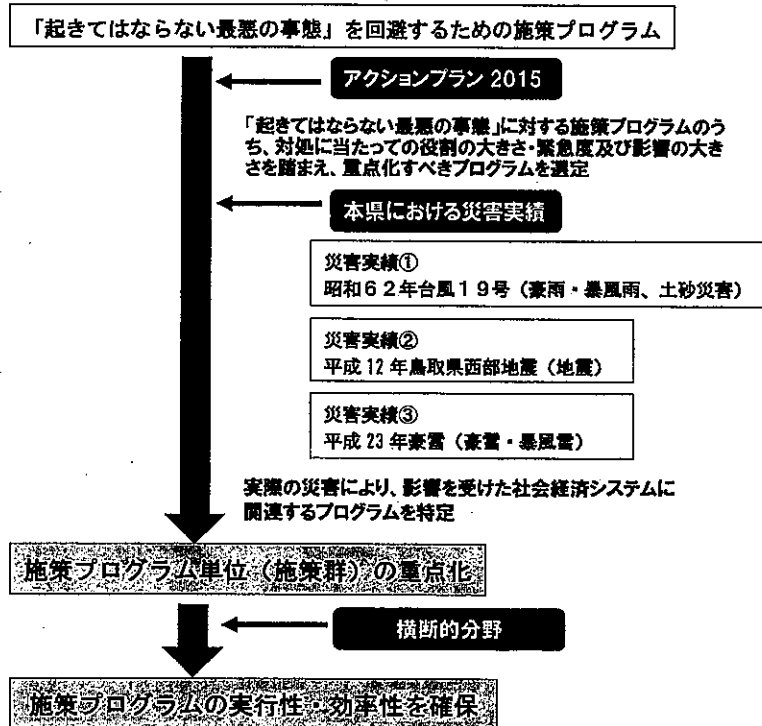 「起きてはならない最悪の事態」を回避するための施策プログラム
アクションプラン2015
「起きてはならない最悪の事態」に対する施策プログラムのう
ち、対処に当たっての役割の大きさ・緊急度及び影響の大き
さを踏まえ、重点化すべきプログラムを選定
本県における災害実績
災害実績①
昭和62年台風19号（豪雨・暴風雨、土砂災害）
災害実績②
平成12年鳥取県西部地震（地震）
災害実績③
平成23年豪雪（豪雪・暴風雪）
実際の災害により、影響を受けた社会経済システムに
関連するプログラムを特定
施策プログラム単位（施策群）の重点化
横断的分野
施策プログラムの実行性・効率性を確保